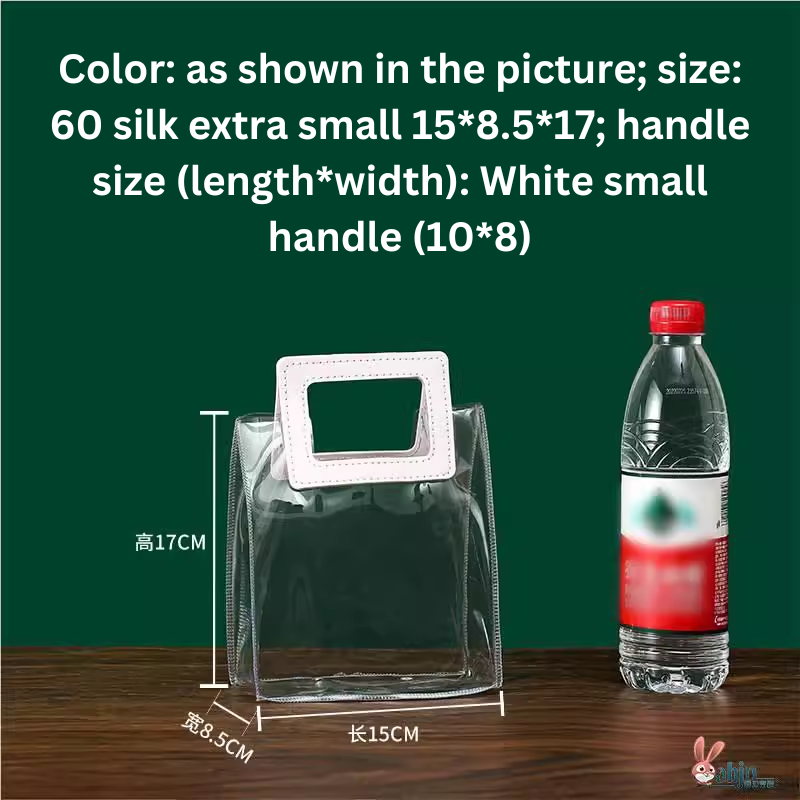 Color: as shown in the picture; size:
60 silk extra small 15*8.5*17; handle
size (length*width): White small
handle (10*8)
高17CM
宽8.5CM
长15CM